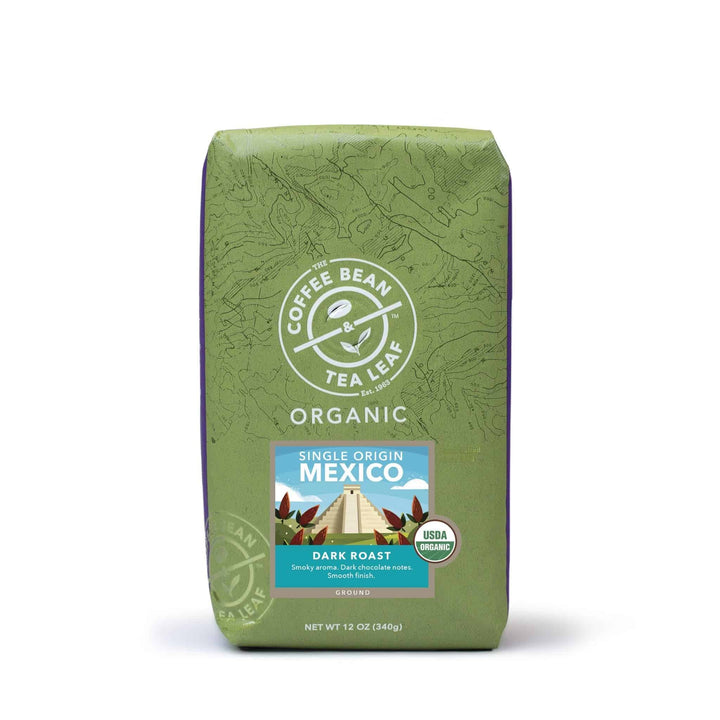 THE
COFFEE BEAN
&
TEA LEAF
TM
Est. 1963
ORGANIC
SINGLE ORIGIN
MEXICO
DARK ROAST
Smoky aroma. Dark chocolate notes.
Smooth finish.
GROUND
USDA
ORGANIC
COFFEE BEAN
TEA LEAF
NET WT 12 OZ (340g)